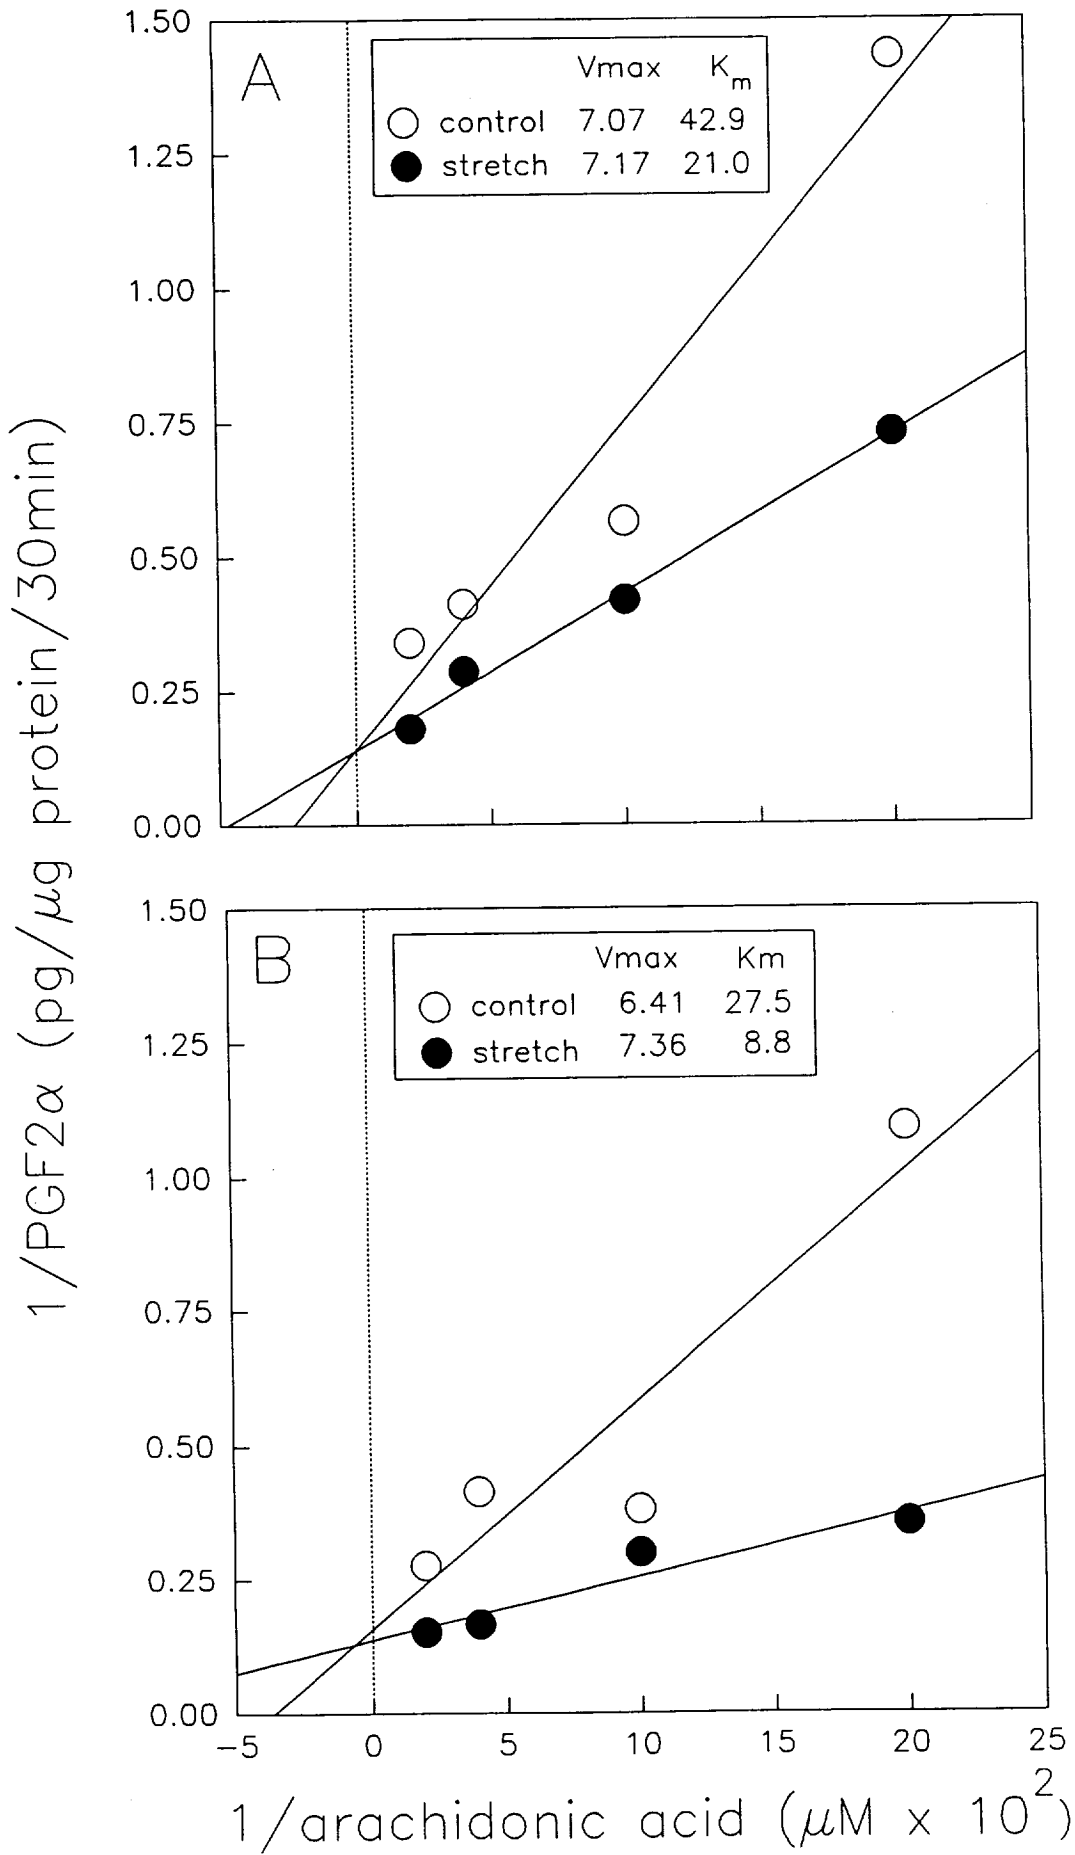 1/PGF2α (pg/μg protein/30min)
A
Vmax Km
control 7.07 42.9
stretch 7.17 21.0
1.50
1.25
1.00
0.75
0.50
0.25
0.00
B
Vmax Km
control 6.41 27.5
stretch 7.36 8.8
1.50
1.25
1.00
0.75
0.50
0.25
0.00
−5 0 5 10 15 20 25
1/arachidonic acid (μM x 10²)